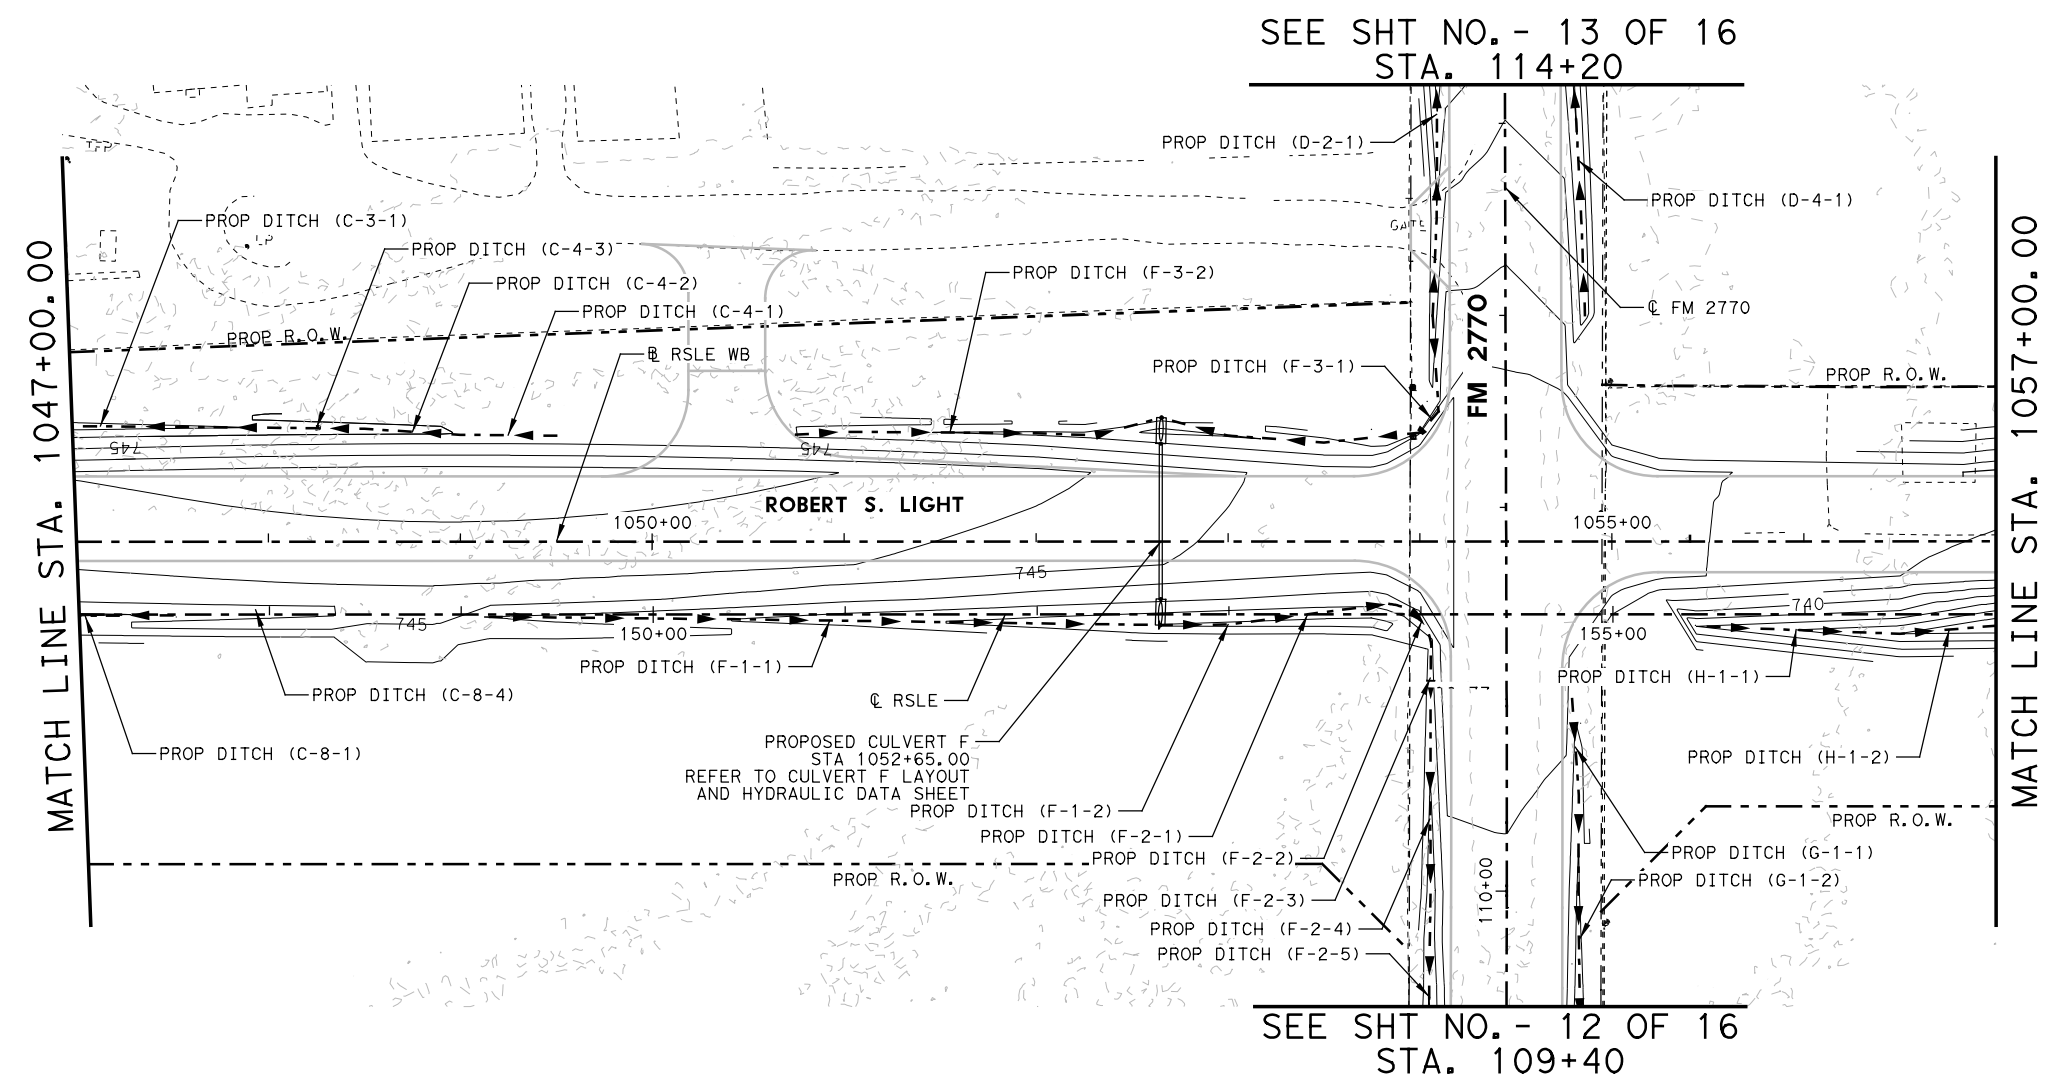 SEE SHT NO.- 13 OF 16
STA. 114+20
PROP DITCH (D-2-1)
PROP DITCH (D-4-1)
PROP DITCH (C-3-1)
GATE
PROP DITCH (C-4-3)
PROP DITCH (F-3-2)
PROP DITCH (C-4-2)
PROP DITCH (C-4-1)
℄ FM 2770
PROP R.O.W.
FM 2770
B̲L RSLE WB
PROP DITCH (F-3-1)
PROP R.O.W.
MATCH LINE STA. 1047+00.00
MATCH LINE STA. 1057+00.00
745
745
ROBERT S. LIGHT
1050+00
1055+00
745
740
745
150+00
155+00
PROP DITCH (F-1-1)
PROP DITCH (H-1-1)
PROP DITCH (C-8-4)
℄ RSLE
PROP DITCH (C-8-1)
PROPOSED CULVERT F
STA 1052+65.00
REFER TO CULVERT F LAYOUT
AND HYDRAULIC DATA SHEET
PROP DITCH (H-1-2)
PROP DITCH (F-1-2)
PROP R.O.W.
PROP DITCH (F-2-1)
PROP DITCH (F-2-2)
PROP DITCH (G-1-1)
PROP R.O.W.
PROP DITCH (G-1-2)
110+00
PROP DITCH (F-2-3)
PROP DITCH (F-2-4)
PROP DITCH (F-2-5)
SEE SHT NO.- 12 OF 16
STA. 109+40